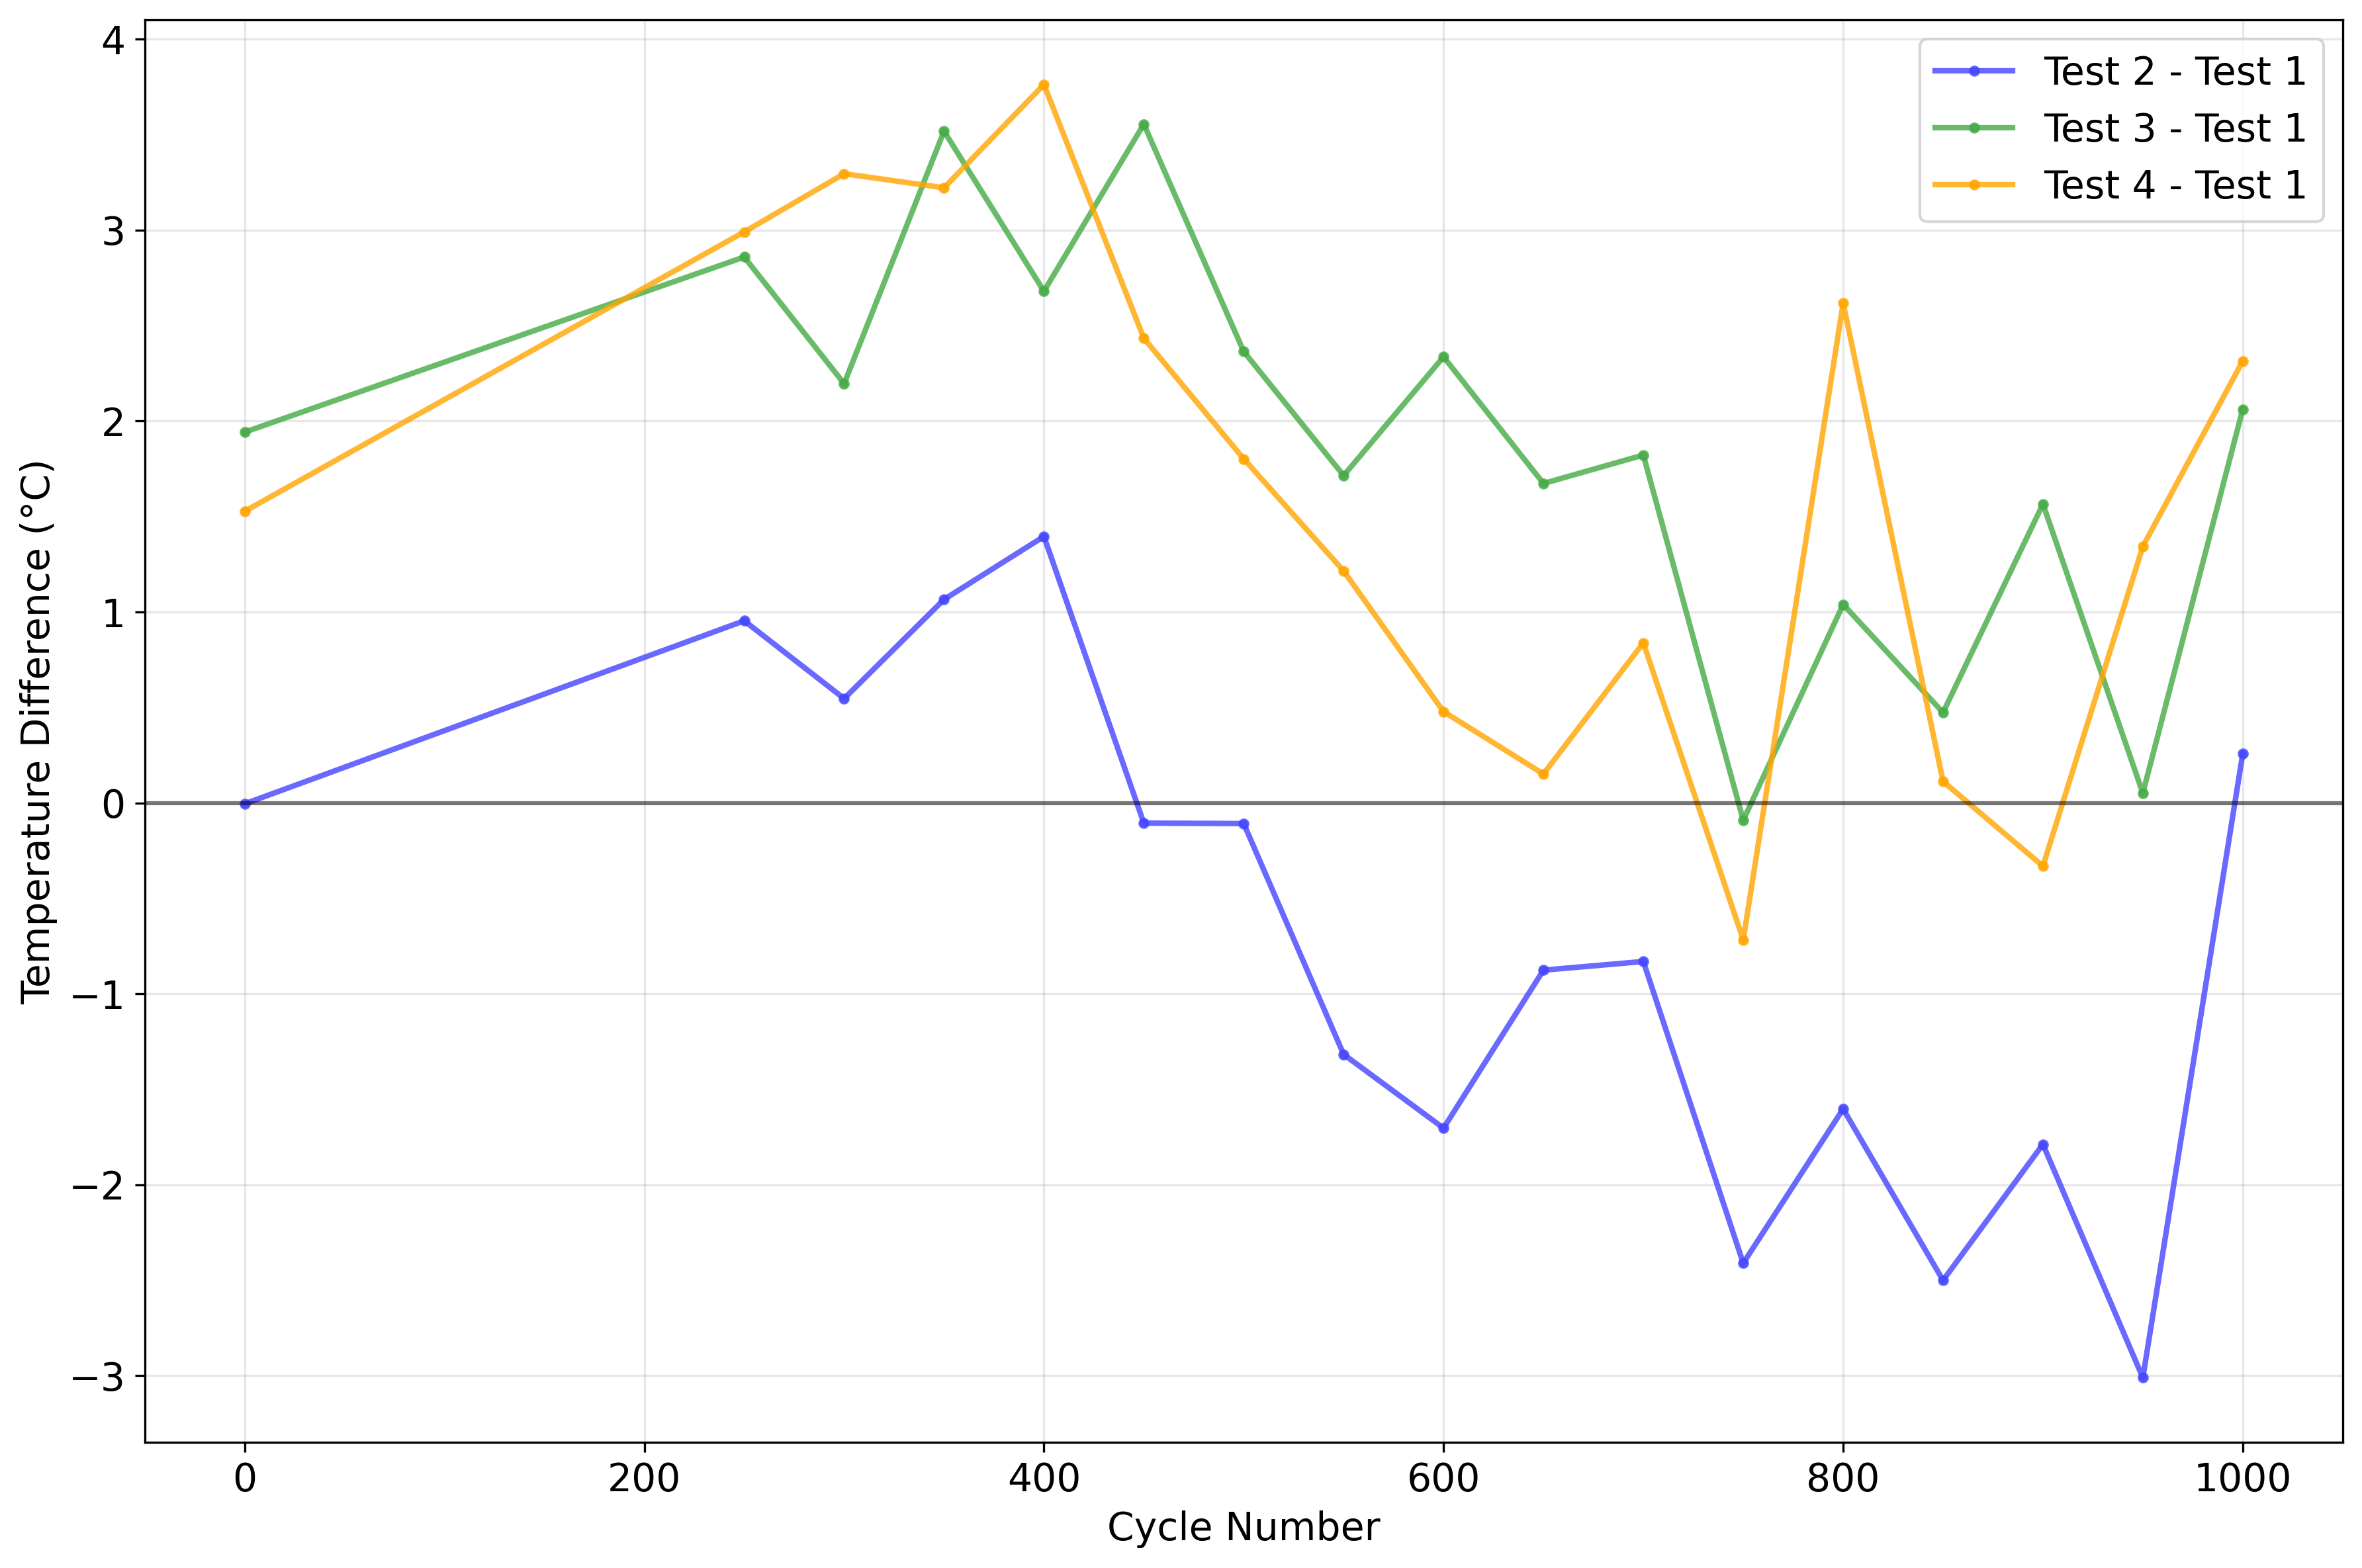 Test 2 - Test 1
Test 3 - Test 1
Test 4 - Test 1
Temperature Difference (°C)
4
3
2
1
0
−1
−2
−3
0 200 400 600 800 1000
Cycle Number